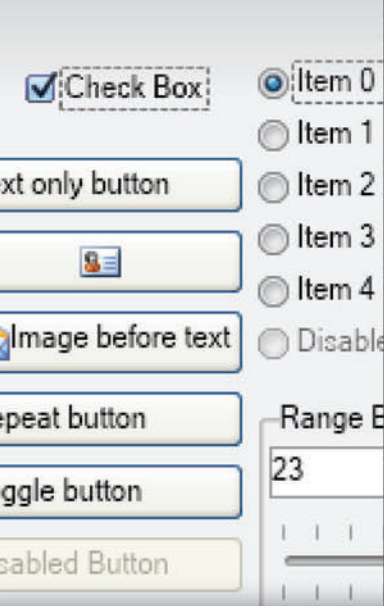 Check Box
Item 0
Item 1
ext only button
Item 2
Item 3
Item 4
Image before text
Disable
epeat button
Range B
23
ggle button
sabled Button